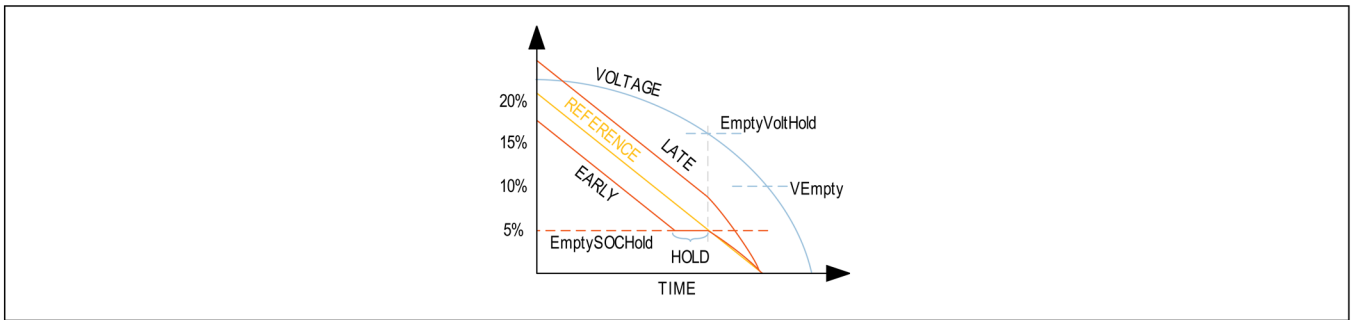 VOLTAGE
20%
REFERENCE
EmptyVoltHold
15%
LATE
10%
EARLY
VEmpty
5%
EmptySOCHold
HOLD
TIME